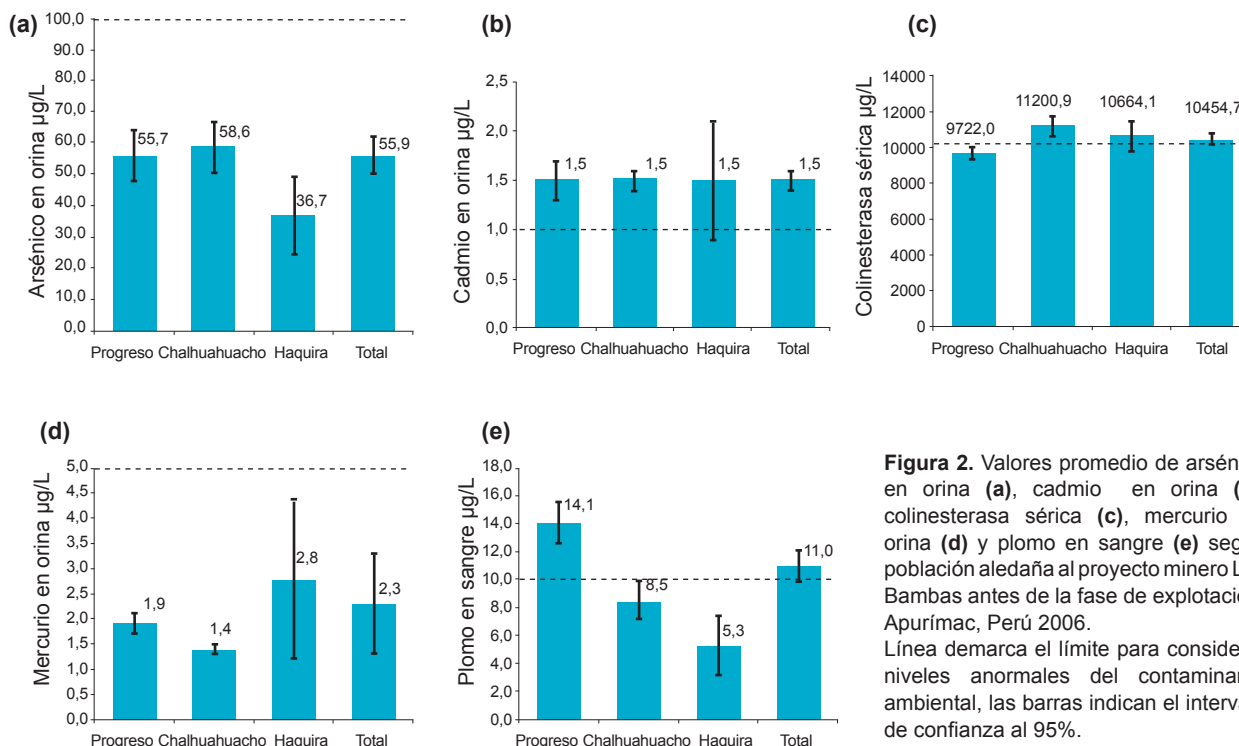 (a)
Arsénico en orina µg/L
100,0
90.0
80,0
70,0
60.0
50.0
40,0
30,0
20,0
10,0
0,0
55,7
58,6
36,7
55,9
Progreso Chalhuahuacho Haquira Total
(b)
Cadmio en orina µg/L
2,5
2,0
1,5
1,0
0,5
0,0
1,5
1,5
1,5
1,5
Progreso Chalhuahuacho Haquira Total
(c)
Colinesterasa sérica µg/L
14000
12000
10000
8000
6000
4000
2000
0
9722,0
11200,9
10664,1
10454,7
Progreso Chalhuahuacho Haquira Total
(d)
Mercurio en orina µg/L
5,0
4,5
4,0
3,5
3,0
2,5
2,0
1,5
1,0
0,5
0,0
1,9
1,4
2,8
2,3
Progreso Chalhuahuacho Haquira Total
(e)
Plomo en sangre µg/L
18,0
16,0
14,0
12,0
10,0
8,0
6,0
4,0
2,0
0,0
14,1
8,5
5,3
11,0
Progreso Chalhuahuacho Haquira Total
Figura 2. Valores promedio de arséni
en orina (a), cadmio en orina (
colinesterasa sérica (c), mercurio
orina (d) y plomo en sangre (e) seg
población aledaña al proyecto minero L
Bambas antes de la fase de explotació
Apurímac, Perú 2006.
Línea demarca el límite para conside
niveles anormales del contaminar
ambiental, las barras indican el interva
de confianza al 95%.